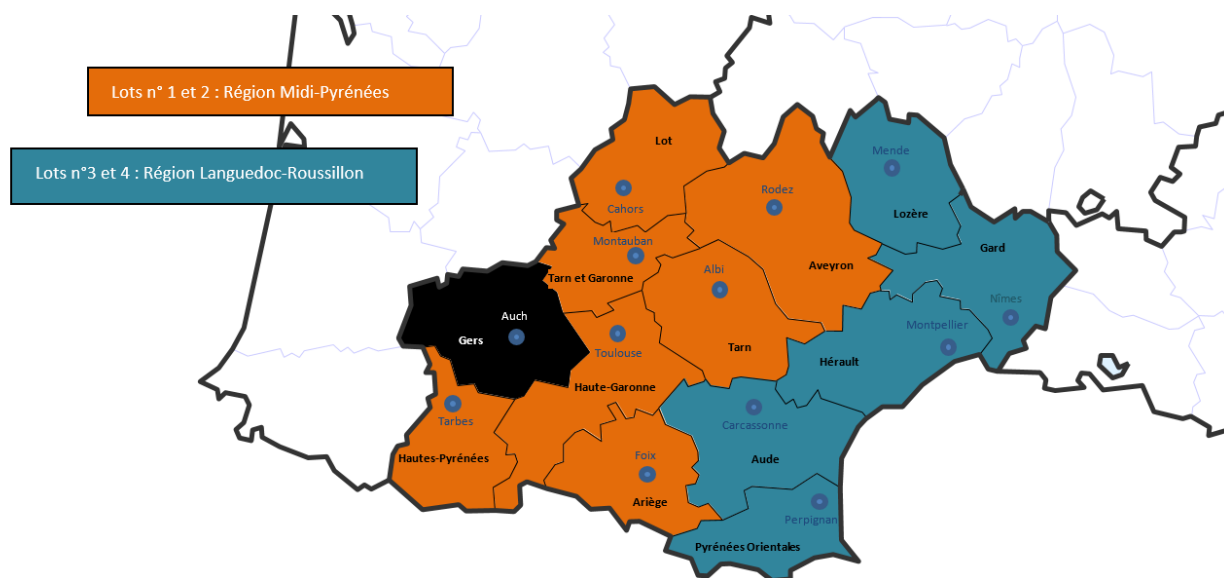 Lots n° 1 et 2 : Région Midi-Pyrénées
Lots n°3 et 4 : Région Languedoc-Roussillon
Lot
Cahors
Mende
Lozère
Rodez
Aveyron
Montauban
Tarn et Garonne
Gard
Nîmes
Albi
Tarn
Auch
Gers
Toulouse
Haute-Garonne
Montpellier
Hérault
Tarbes
Hautes-Pyrénées
Carcassonne
Aude
Foix
Ariège
Perpignan
Pyrénées Orientales